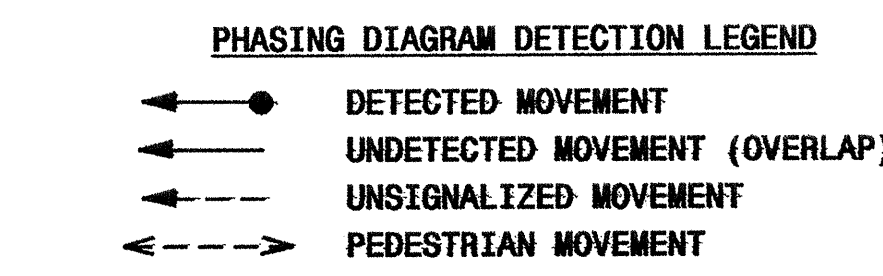 PHASING DIAGRAM DETECTION LEGEND
DETECTED MOVEMENT
UNDETECTED MOVEMENT (OVERLAP)
UNSIGNALIZED MOVEMENT
PEDESTRIAN MOVEMENT